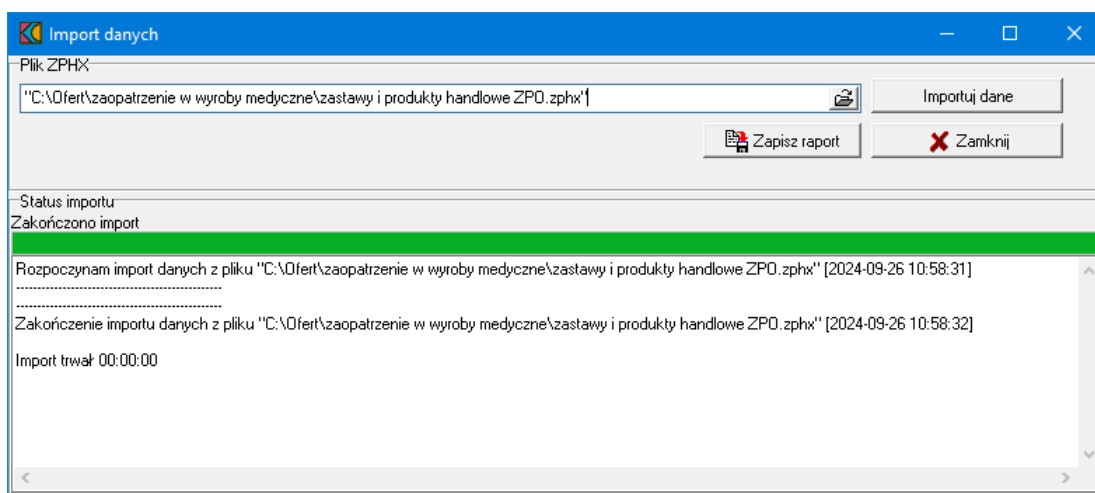 Import danych
Plik ZPHX
"C:\Ofert\zaopatrzenie w wyroby medyczne\zastawy i produkty handlowe ZPO.zphx"
Importuj dane
Zapisz raport
Zamknij
Status importu
Zakończono import
Rozpoczynam import danych z pliku "C:\Ofert\zaopatrzenie w wyroby medyczne\zastawy i produkty handlowe ZPO.zphx" [2024-09-26 10:58:31]
--------------------------------------------------
--------------------------------------------------
Zakończenie importu danych z pliku "C:\Ofert\zaopatrzenie w wyroby medyczne\zastawy i produkty handlowe ZPO.zphx" [2024-09-26 10:58:32]
Import trwał 00:00:00